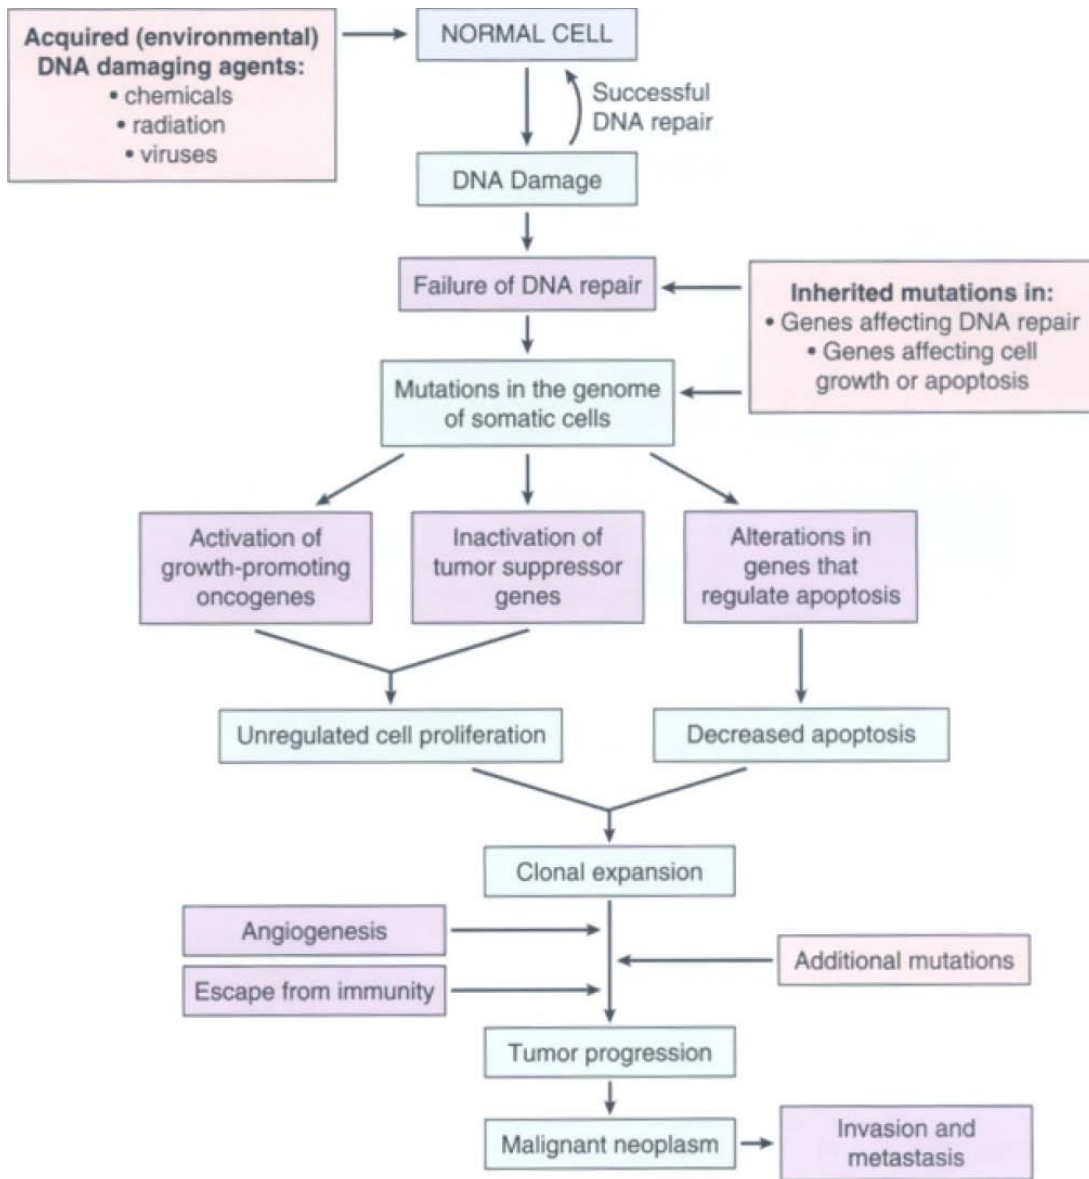 Acquired (environmental)
DNA damaging agents:
• chemicals
• radiation
• viruses
NORMAL CELL
Successful
DNA repair
DNA Damage
Failure of DNA repair
Inherited mutations in:
• Genes affecting DNA repair
• Genes affecting cell
growth or apoptosis
Mutations in the genome
of somatic cells
Activation of
growth-promoting
oncogenes
Inactivation of
tumor suppressor
genes
Alterations in
genes that
regulate apoptosis
Unregulated cell proliferation
Decreased apoptosis
Clonal expansion
Angiogenesis
Additional mutations
Escape from immunity
Tumor progression
Malignant neoplasm
Invasion and
metastasis